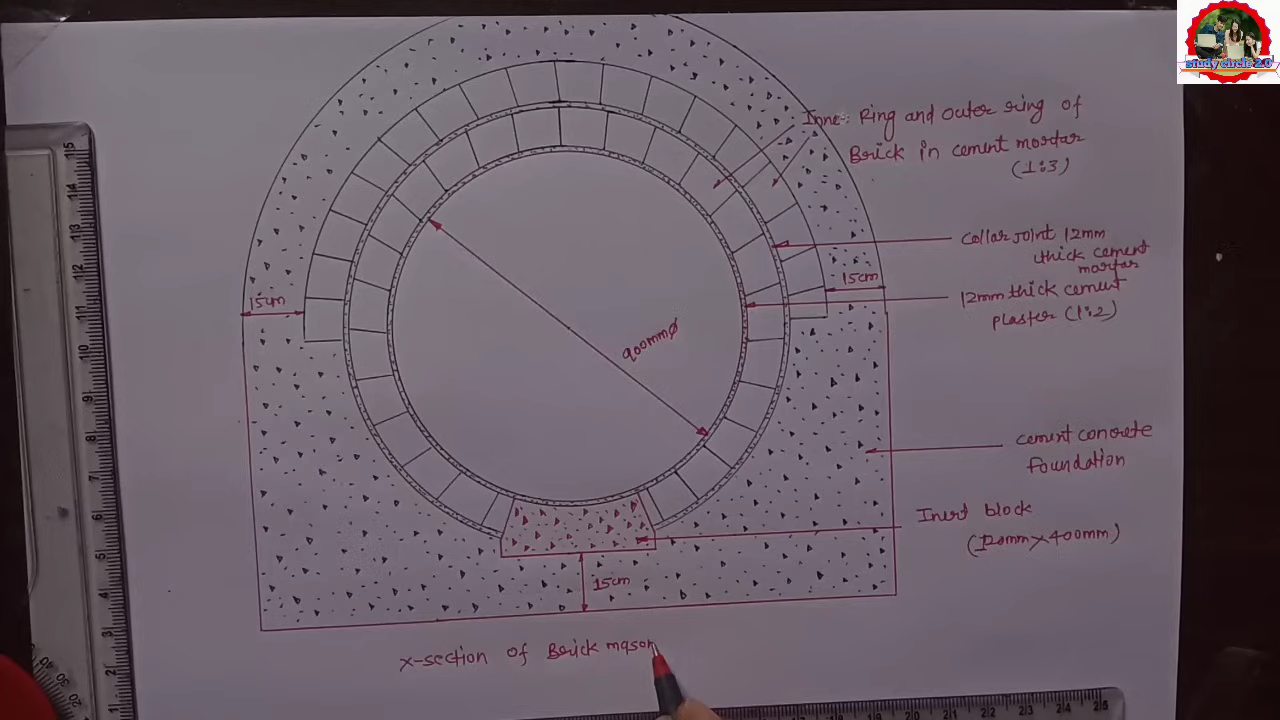 study circle 2.0
Inner Ring and outer ring of
Brick in cement mortar
(1:3)
collar joint 12mm
thick cement
mortar
15cm
12mm thick cement
plaster (1:2)
15cm
900mmø
cement concrete
foundation
Inert block
(120mm×400mm)
15cm
x-section of Brick mason